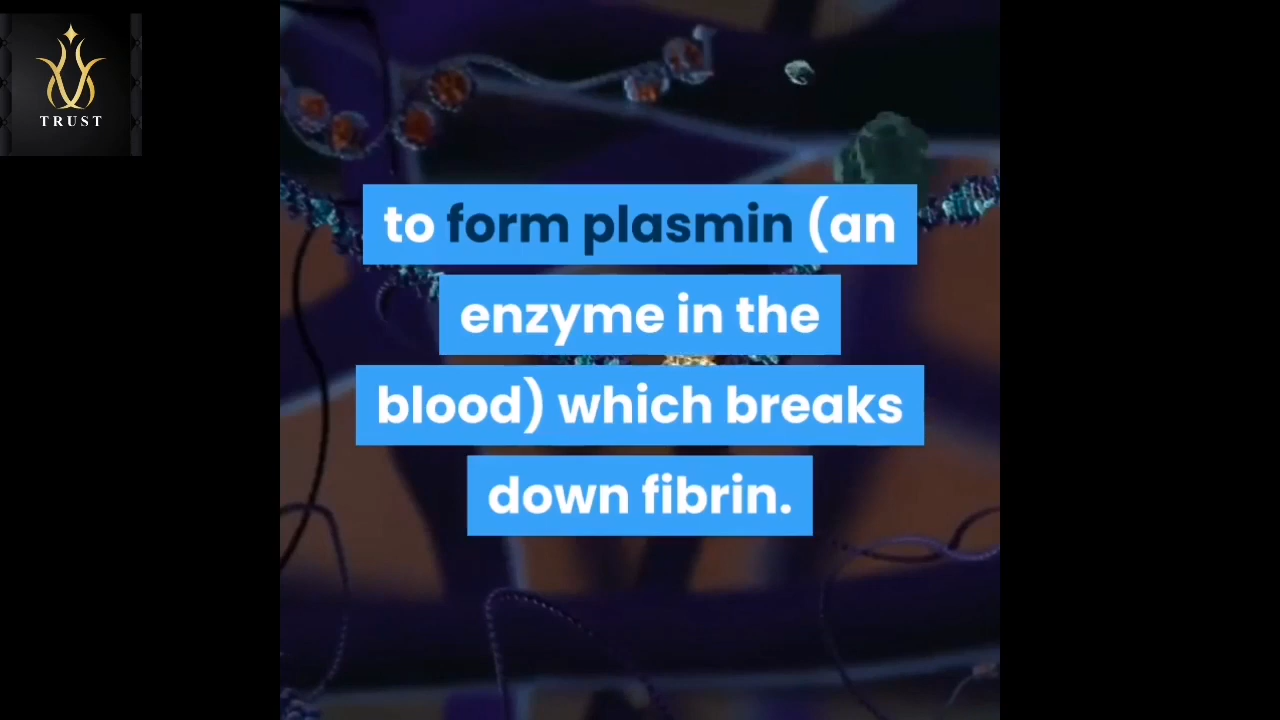 TRUST
to form plasmin (an
enzyme in the
blood) which breaks
down fibrin.